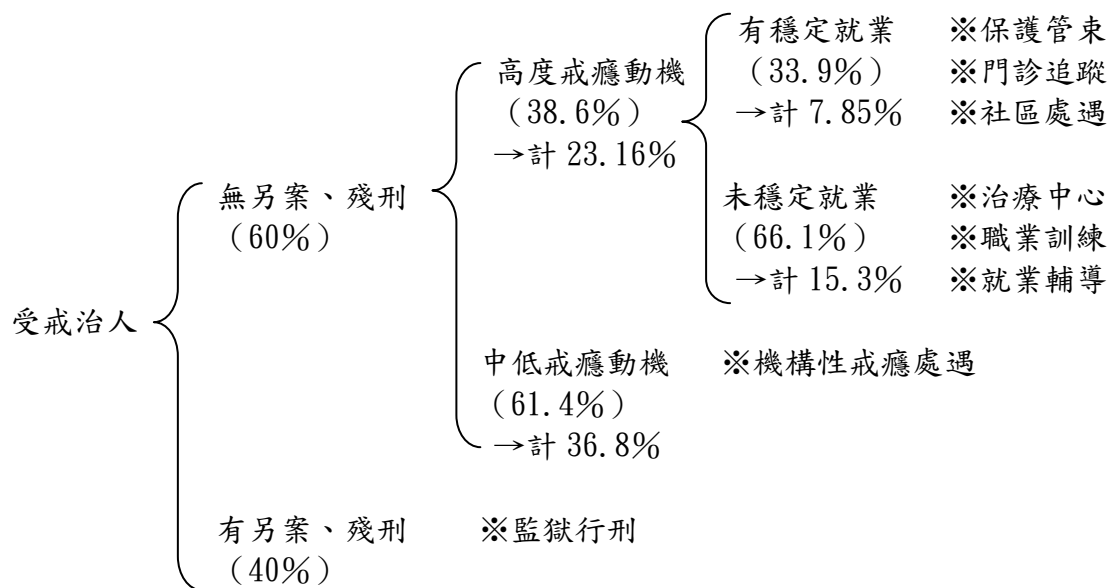 受戒治人
無另案、殘刑
（60%）
高度戒癮動機
（38.6%）
→計 23.16%
有穩定就業 ※保護管束
（33.9%） ※門診追蹤
→計 7.85% ※社區處遇
未穩定就業 ※治療中心
（66.1%） ※職業訓練
→計 15.3% ※就業輔導
中低戒癮動機 ※機構性戒癮處遇
（61.4%）
→計 36.8%
有另案、殘刑 ※監獄行刑
（40%）